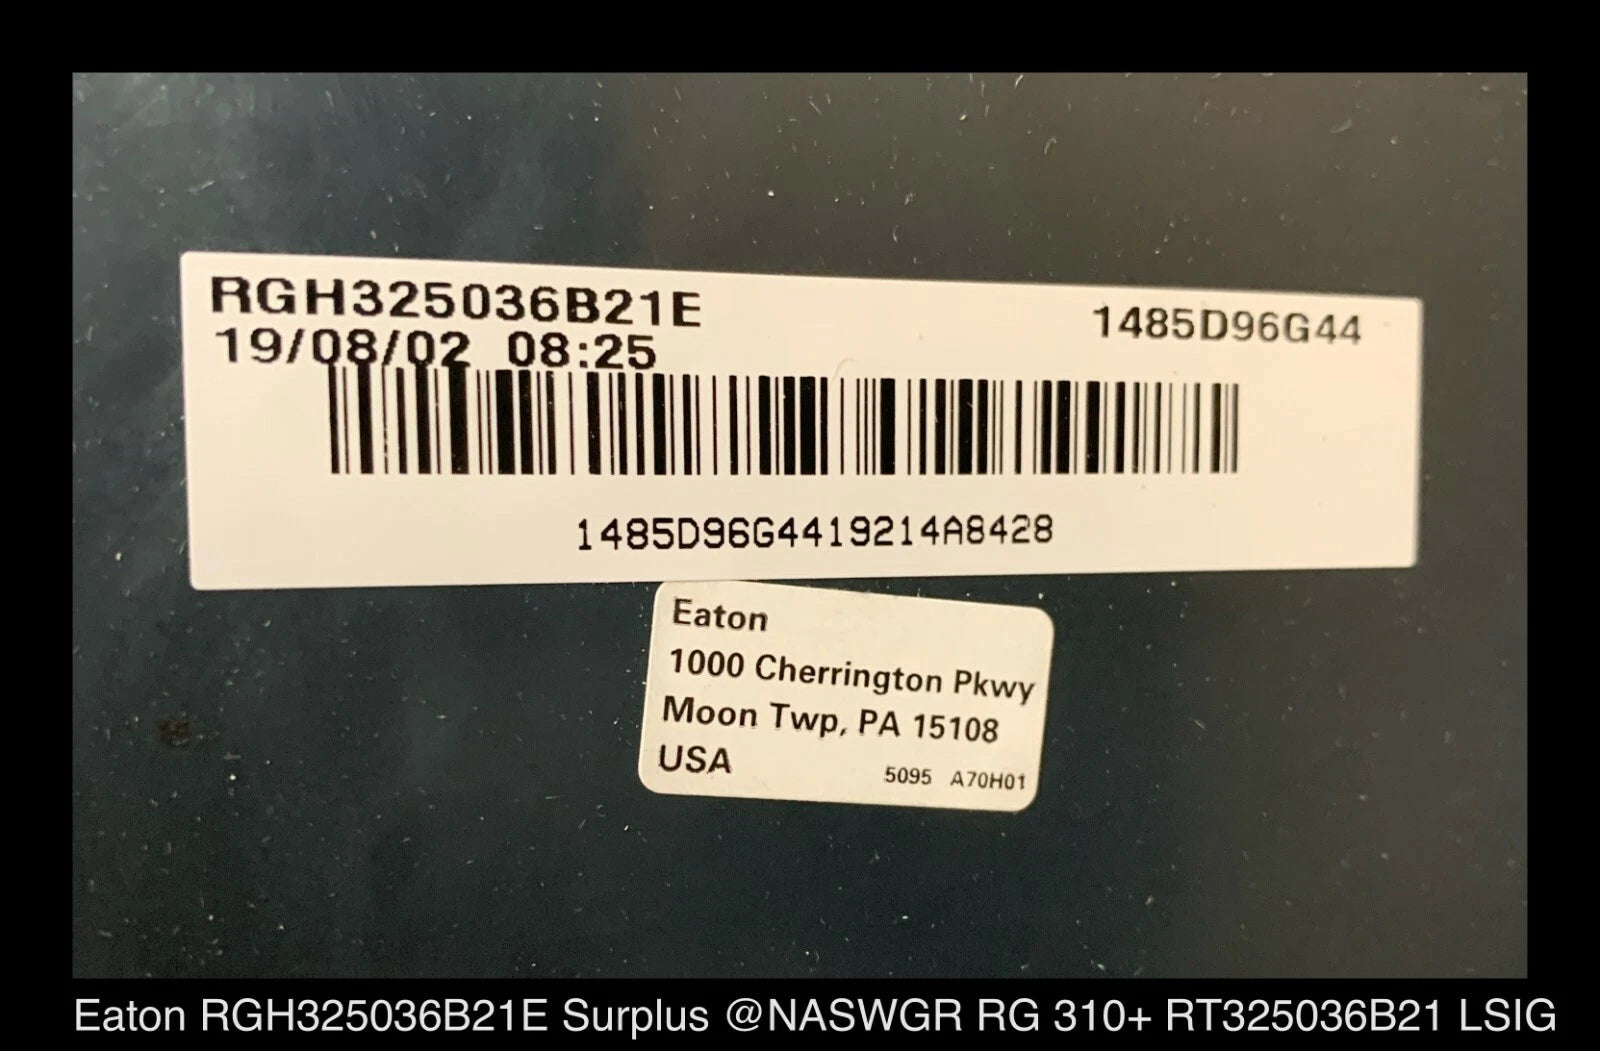 RGH325036B21E 1485D96G44
19/08/02 08:25
1485D96G4419214A8428
Eaton
1000 Cherrington Pkwy
Moon Twp, PA 15108
USA 5095 A70H01
Eaton RGH325036B21E Surplus @NASWGR RG 310+ RT325036B21 LSIG